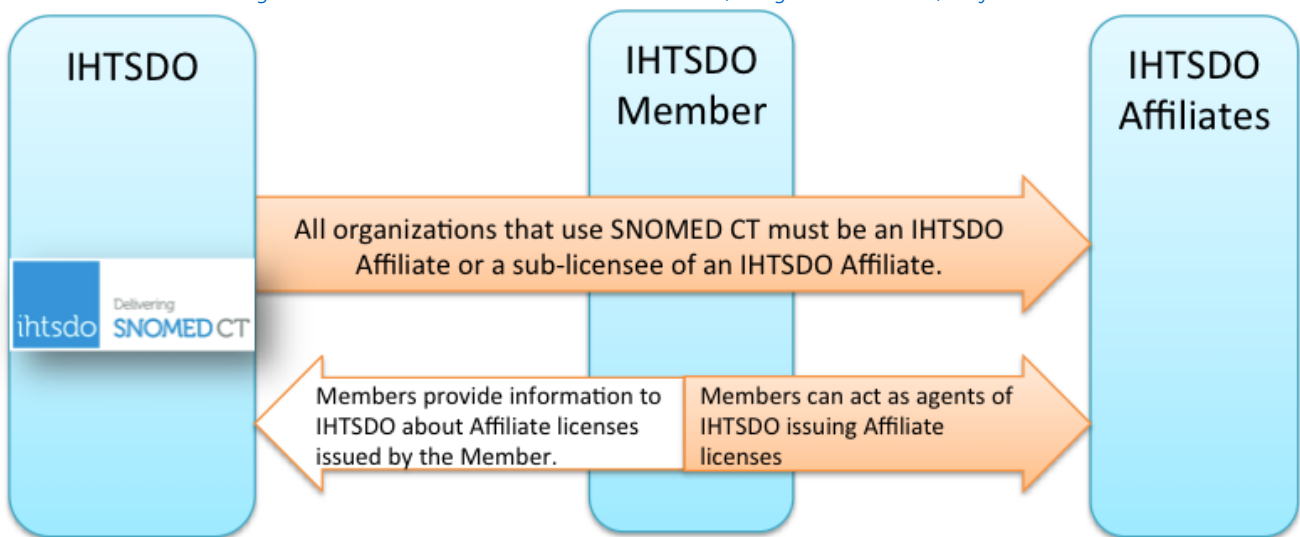 IHTSDO
IHTSDO
Member
IHTSDO
Affiliates
All organizations that use SNOMED CT must be an IHTSDO
Affiliate or a sub-licensee of an IHTSDO Affiliate.
ihtsdo
Delivering
SNOMED CT
Members provide information to
IHTSDO about Affiliate licenses
issued by the Member.
Members can act as agents of
IHTSDO issuing Affiliate
licenses